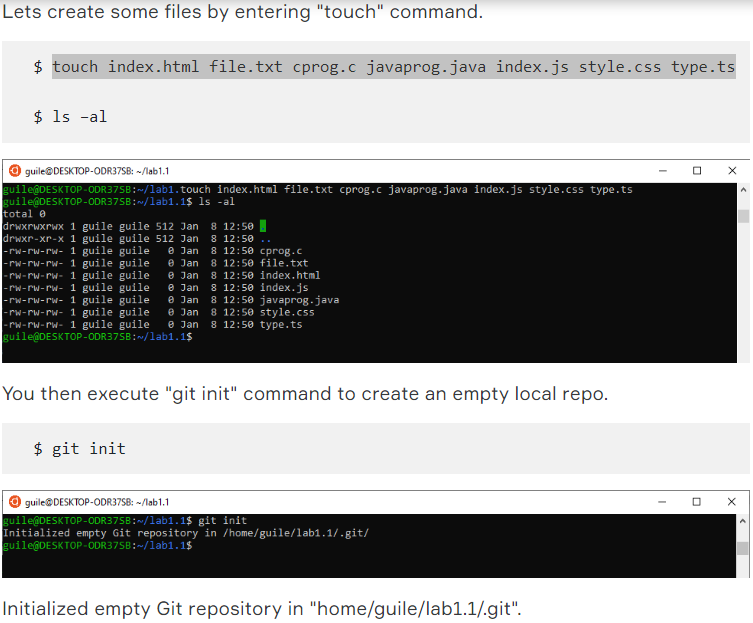 Lets create some files by entering "touch" command.
$ touch index.html file.txt cprog.c javaprog.java index.js style.css type.ts
$ ls -al
guile@DESKTOP-ODR37SB: ~/lab1.1
guile@DESKTOP-ODR37SB:~/lab1.touch index.html file.txt cprog.c javaprog.java index.js style.css type.ts
guile@DESKTOP-ODR37SB:~/lab1.1$ ls -al
total 0
drwxrwxrwx 1 guile guile 512 Jan  8 12:50 .
drwxr-xr-x 1 guile guile 512 Jan  8 12:50 ..
-rw-rw-rw- 1 guile guile   0 Jan  8 12:50 cprog.c
-rw-rw-rw- 1 guile guile   0 Jan  8 12:50 file.txt
-rw-rw-rw- 1 guile guile   0 Jan  8 12:50 index.html
-rw-rw-rw- 1 guile guile   0 Jan  8 12:50 index.js
-rw-rw-rw- 1 guile guile   0 Jan  8 12:50 javaprog.java
-rw-rw-rw- 1 guile guile   0 Jan  8 12:50 style.css
-rw-rw-rw- 1 guile guile   0 Jan  8 12:50 type.ts
guile@DESKTOP-ODR37SB:~/lab1.1$
You then execute "git init" command to create an empty local repo.
$ git init
guile@DESKTOP-ODR37SB: ~/lab1.1
guile@DESKTOP-ODR37SB:~/lab1.1$ git init
Initialized empty Git repository in /home/guile/lab1.1/.git/
guile@DESKTOP-ODR37SB:~/lab1.1$
Initialized empty Git repository in "home/guile/lab1.1/.git".